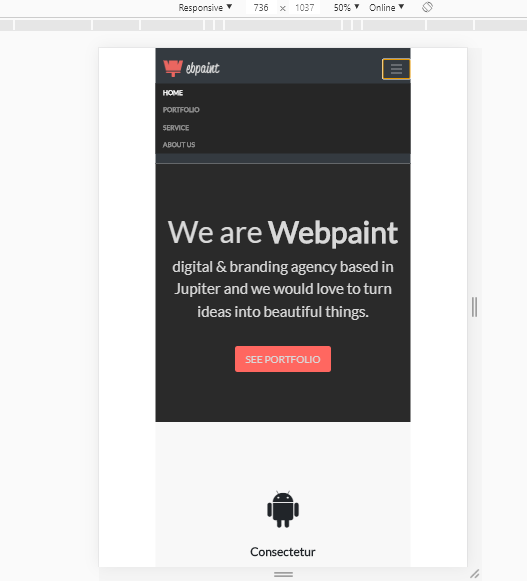 Responsive ▼ 736 × 1037 50% ▼ Online ▼
ebpaint
HOME
PORTFOLIO
SERVICE
ABOUT US
We are Webpaint
digital & branding agency based in
Jupiter and we would love to turn
ideas into beautiful things.
SEE PORTFOLIO
Consectetur